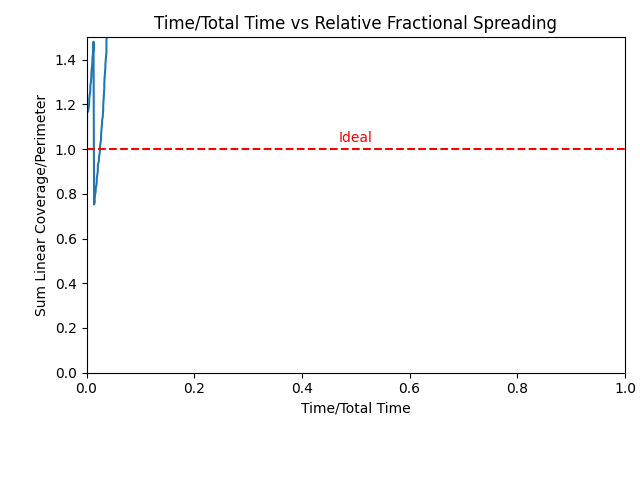 Time/Total Time vs Relative Fractional Spreading
Sum Linear Coverage/Perimeter
1.4
1.2
1.0
0.8
0.6
0.4
0.2
0.0
Ideal
0.0 0.2 0.4 0.6 0.8 1.0
Time/Total Time